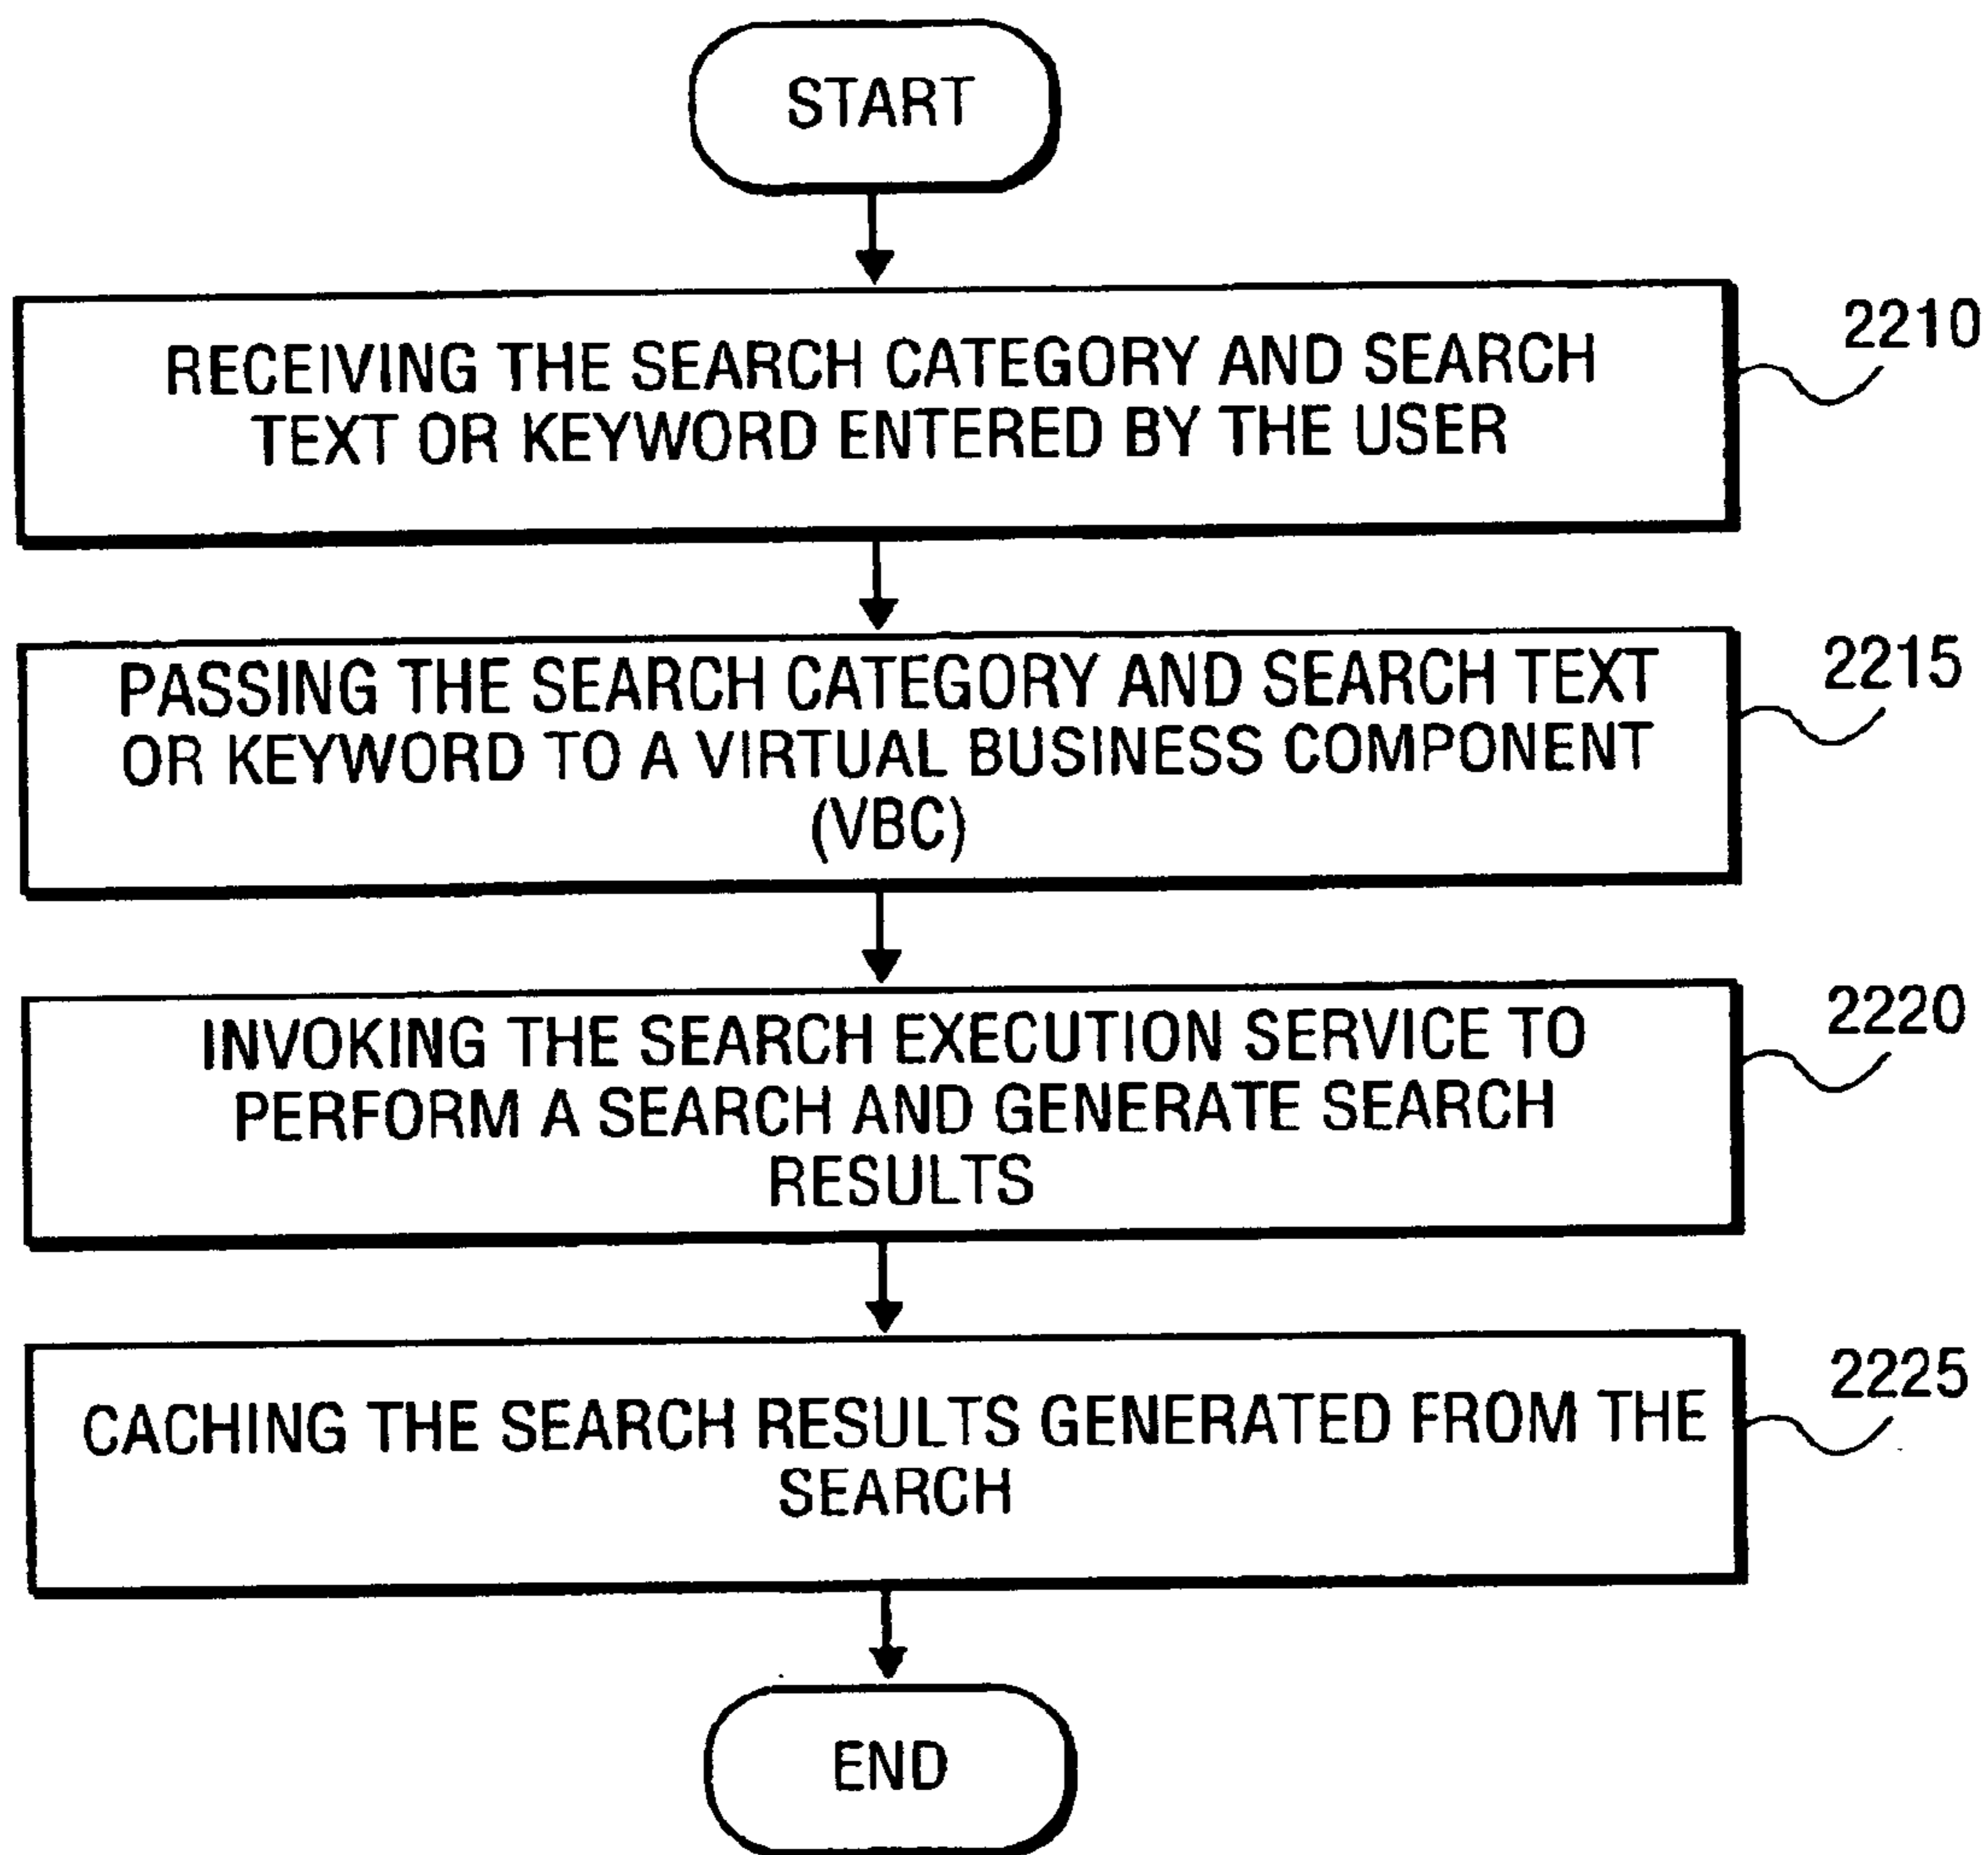 START
RECEIVING THE SEARCH CATEGORY AND SEARCH
TEXT OR KEYWORD ENTERED BY THE USER
2210
PASSING THE SEARCH CATEGORY AND SEARCH TEXT
OR KEYWORD TO A VIRTUAL BUSINESS COMPONENT
(VBC)
2215
INVOKING THE SEARCH EXECUTION SERVICE TO
PERFORM A SEARCH AND GENERATE SEARCH
RESULTS
2220
CACHING THE SEARCH RESULTS GENERATED FROM THE
SEARCH
2225
END